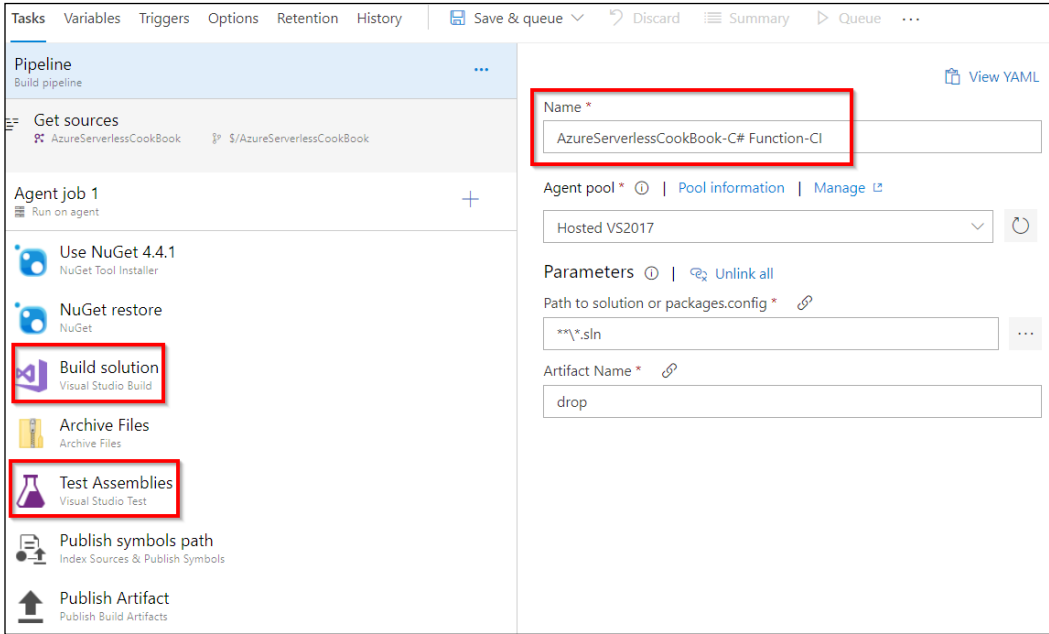 Tasks Variables Triggers Options Retention History Save & queue Discard Summary Queue ...
Pipeline
Build pipeline
...
Get sources
AzureServerlessCookBook $/AzureServerlessCookBook
Agent job 1
Run on agent
+
Use NuGet 4.4.1
NuGet Tool Installer
NuGet restore
NuGet
Build solution
Visual Studio Build
Archive Files
Archive Files
Test Assemblies
Visual Studio Test
Publish symbols path
Index Sources & Publish Symbols
Publish Artifact
Publish Build Artifacts
View YAML
Name *
AzureServerlessCookBook-C# Function-CI
Agent pool * | Pool information | Manage
Hosted VS2017
Parameters | Unlink all
Path to solution or packages.config *
**\*.sln
...
Artifact Name *
drop